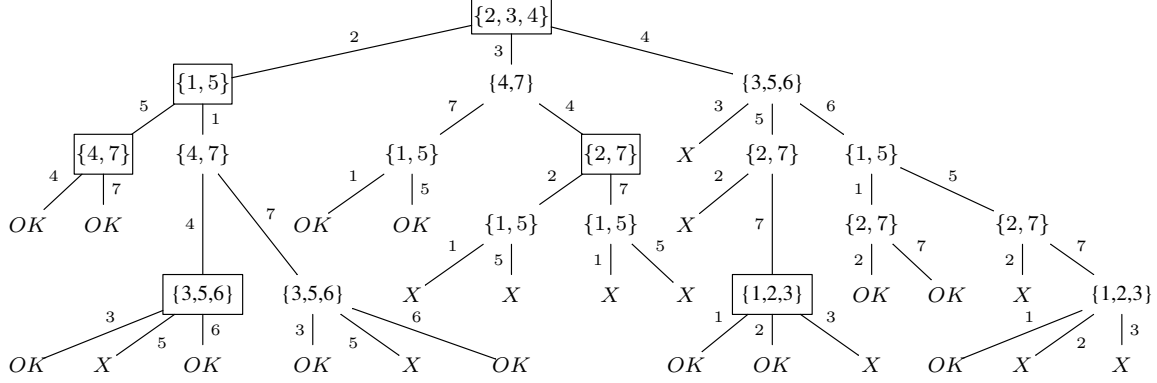 {2, 3, 4}
2 3 4
{1, 5} {4,7} {3,5,6}
5 1 7 4 3 5 6
{4, 7} {4, 7} {1, 5} {2, 7} X {2, 7} {1, 5}
4 7 4 7 1 5 2 7 2 7 1 5
OK OK OK OK {1, 5} {1, 5} X {2, 7} {2, 7}
1 5 1 5 2 7 2 7
{3,5,6} {3,5,6} X X X X {1,2,3} OK OK X {1,2,3}
3 5 6 3 5 6 1 2 3 1 2 3
OK X OK OK X OK OK OK X OK X X